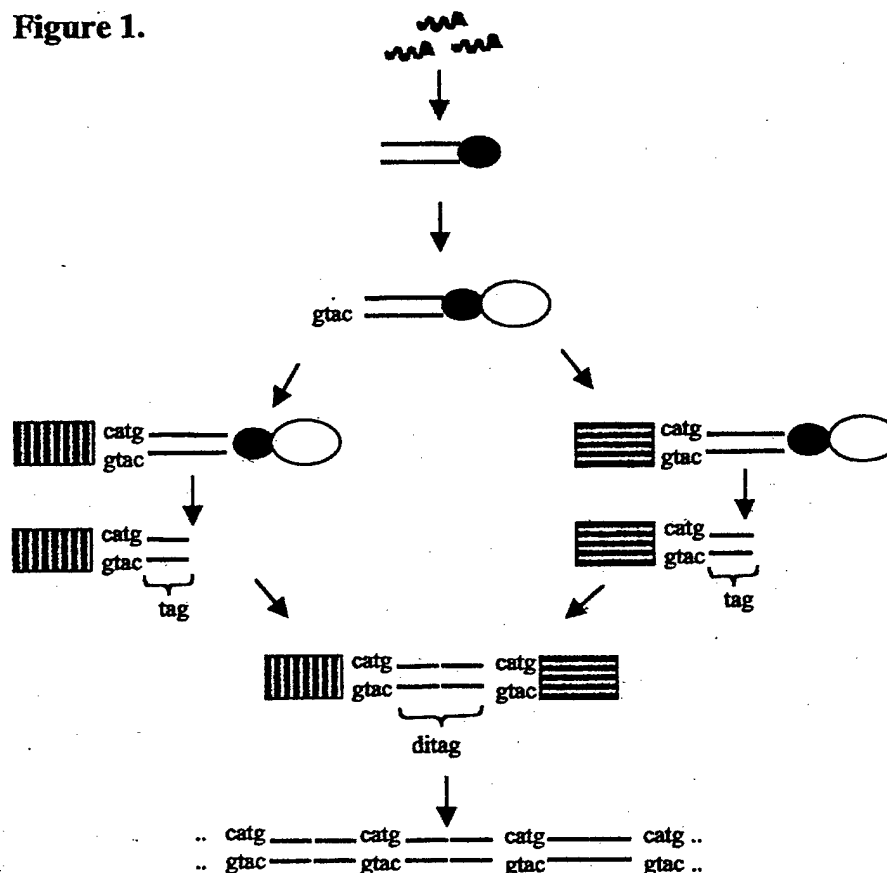 Figure 1.
gtac
catg catg
gtac gtac
catg catg
gtac gtac
tag tag
catg catg
gtac gtac
ditag
.. catg catg catg catg ..
.. gtac gtac gtac gtac ..